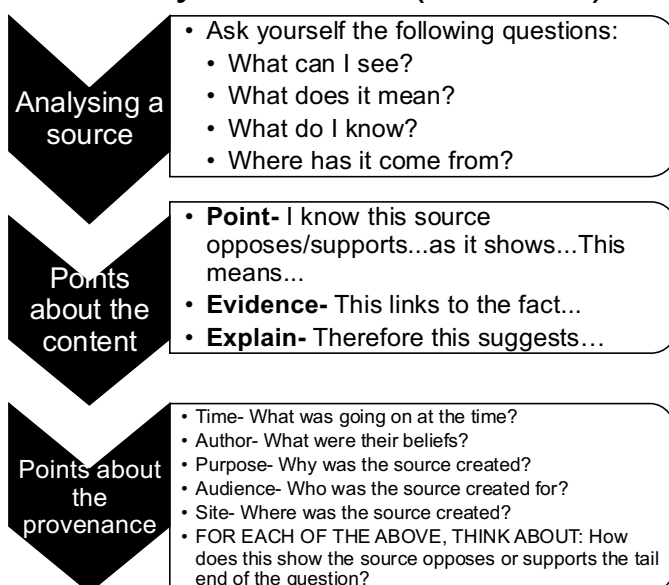 Analysing a
source
• Ask yourself the following questions:
• What can I see?
• What does it mean?
• What do I know?
• Where has it come from?
Points
about the
content
• Point- I know this source
opposes/supports...as it shows...This
means...
• Evidence- This links to the fact...
• Explain- Therefore this suggests…
Points about
the
provenance
• Time- What was going on at the time?
• Author- What were their beliefs?
• Purpose- Why was the source created?
• Audience- Who was the source created for?
• Site- Where was the source created?
• FOR EACH OF THE ABOVE, THINK ABOUT: How
does this show the source opposes or supports the tail
end of the question?